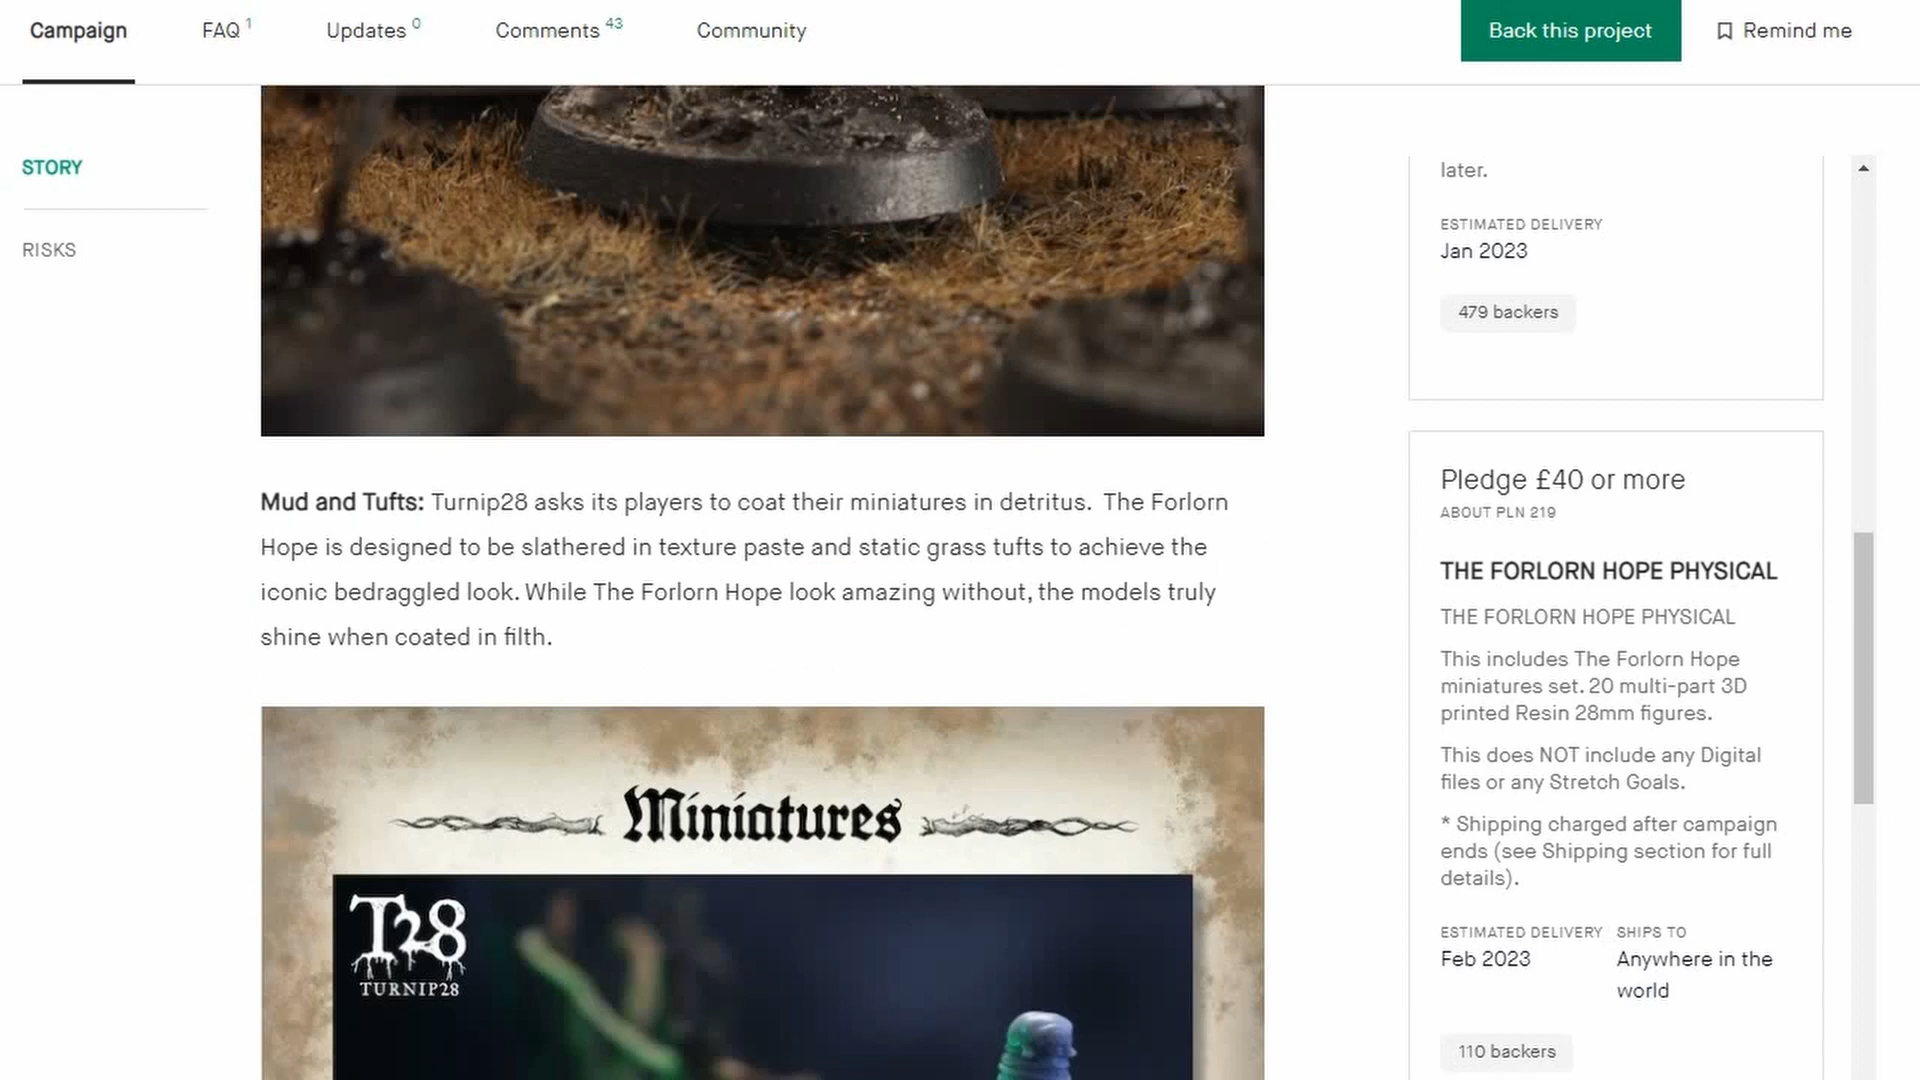 Campaign
FAQ 1
Updates 0
Comments 43
Community
Back this project
Remind me
STORY
RISKS
Mud and Tufts: Turnip28 asks its players to coat their miniatures in detritus.  The Forlorn
Hope is designed to be slathered in texture paste and static grass tufts to achieve the
iconic bedraggled look. While The Forlorn Hope look amazing without, the models truly
shine when coated in filth.
Miniatures
T28
TURNIP28
later.
ESTIMATED DELIVERY
Jan 2023
479 backers
Pledge £40 or more
ABOUT PLN 219
THE FORLORN HOPE PHYSICAL
THE FORLORN HOPE PHYSICAL
This includes The Forlorn Hope
miniatures set. 20 multi-part 3D
printed Resin 28mm figures.
This does NOT include any Digital
files or any Stretch Goals.
* Shipping charged after campaign
ends (see Shipping section for full
details).
ESTIMATED DELIVERY
Feb 2023
SHIPS TO
Anywhere in the
world
110 backers